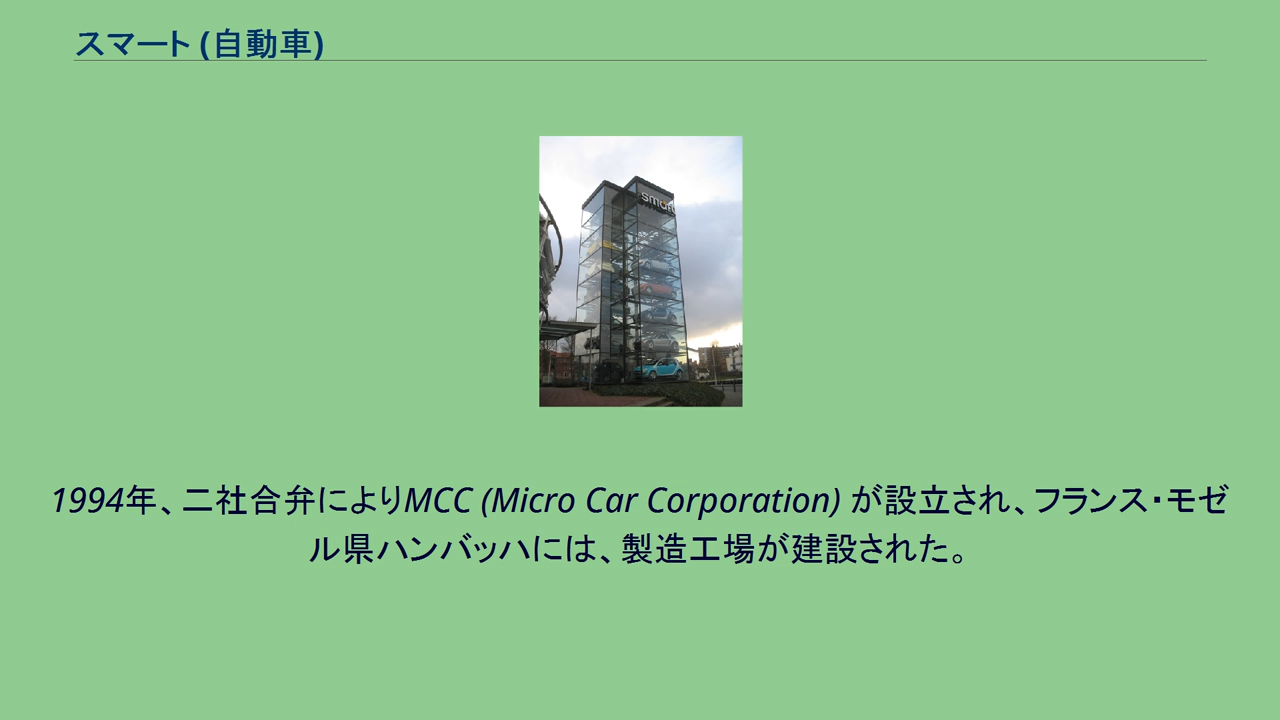 スマート (自動車)
smart
1994年、二社合弁によりMCC (Micro Car Corporation) が設立され、フランス・モゼ
ル県ハンバッハには、製造工場が建設された。